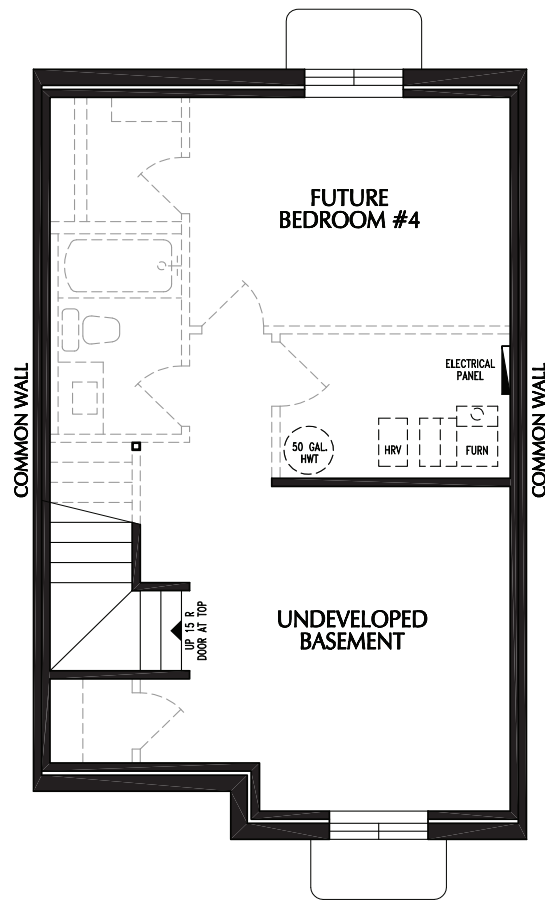 FUTURE
BEDROOM #4
ELECTRICAL
PANEL
COMMON WALL
COMMON WALL
50 GAL.
HWT
HRV
FURN
UP 15 R
DOOR AT TOP
UNDEVELOPED
BASEMENT